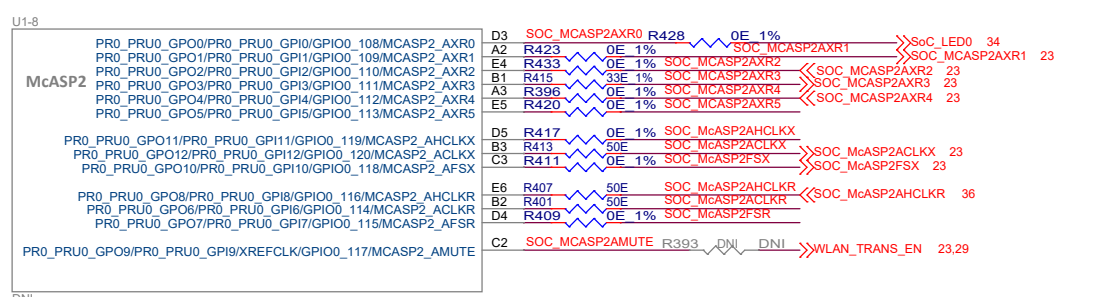 U1-8
McASP2
PR0_PRU0_GPO0/PR0_PRU0_GPI0/GPIO0_108/MCASP2_AXR0 D3 SOC_MCASP2AXR0 R428 0E_1% SoC_LED0 34
PR0_PRU0_GPO1/PR0_PRU0_GPI1/GPIO0_109/MCASP2_AXR1 A2 R423 0E_1% SOC_MCASP2AXR1 SOC_MCASP2AXR1 23
PR0_PRU0_GPO2/PR0_PRU0_GPI2/GPIO0_110/MCASP2_AXR2 E4 R433 0E_1% SOC_MCASP2AXR2 SOC_MCASP2AXR2 23
PR0_PRU0_GPO3/PR0_PRU0_GPI3/GPIO0_111/MCASP2_AXR3 B1 R415 33E_1% SOC_MCASP2AXR3 SOC_MCASP2AXR3 23
PR0_PRU0_GPO4/PR0_PRU0_GPI4/GPIO0_112/MCASP2_AXR4 A3 R396 0E_1% SOC_MCASP2AXR4 SOC_MCASP2AXR4 23
PR0_PRU0_GPO5/PR0_PRU0_GPI5/GPIO0_113/MCASP2_AXR5 E5 R420 0E_1% SOC_MCASP2AXR5
PR0_PRU0_GPO11/PR0_PRU0_GPI11/GPIO0_119/MCASP2_AHCLKX D5 R417 0E_1% SOC_McASP2AHCLKX
PR0_PRU0_GPO12/PR0_PRU0_GPI12/GPIO0_120/MCASP2_ACLKX B3 R413 50E SOC_McASP2ACLKX SOC_McASP2ACLKX 23
PR0_PRU0_GPO10/PR0_PRU0_GPI10/GPIO0_118/MCASP2_AFSX C3 R411 0E_1% SOC_McASP2FSX SOC_McASP2FSX 23
PR0_PRU0_GPO8/PR0_PRU0_GPI8/GPIO0_116/MCASP2_AHCLKR E6 R407 50E SOC_McASP2AHCLKR SOC_McASP2AHCLKR 36
PR0_PRU0_GPO6/PR0_PRU0_GPI6/GPIO0_114/MCASP2_ACLKR B2 R401 50E SOC_McASP2ACLKR
PR0_PRU0_GPO7/PR0_PRU0_GPI7/GPIO0_115/MCASP2_AFSR D4 R409 0E_1% SOC_McASP2FSR
PR0_PRU0_GPO9/PR0_PRU0_GPI9/XREFCLK/GPIO0_117/MCASP2_AMUTE C2 SOC_MCASP2AMUTE R393 DNI DNI WLAN_TRANS_EN 23,29
DNI